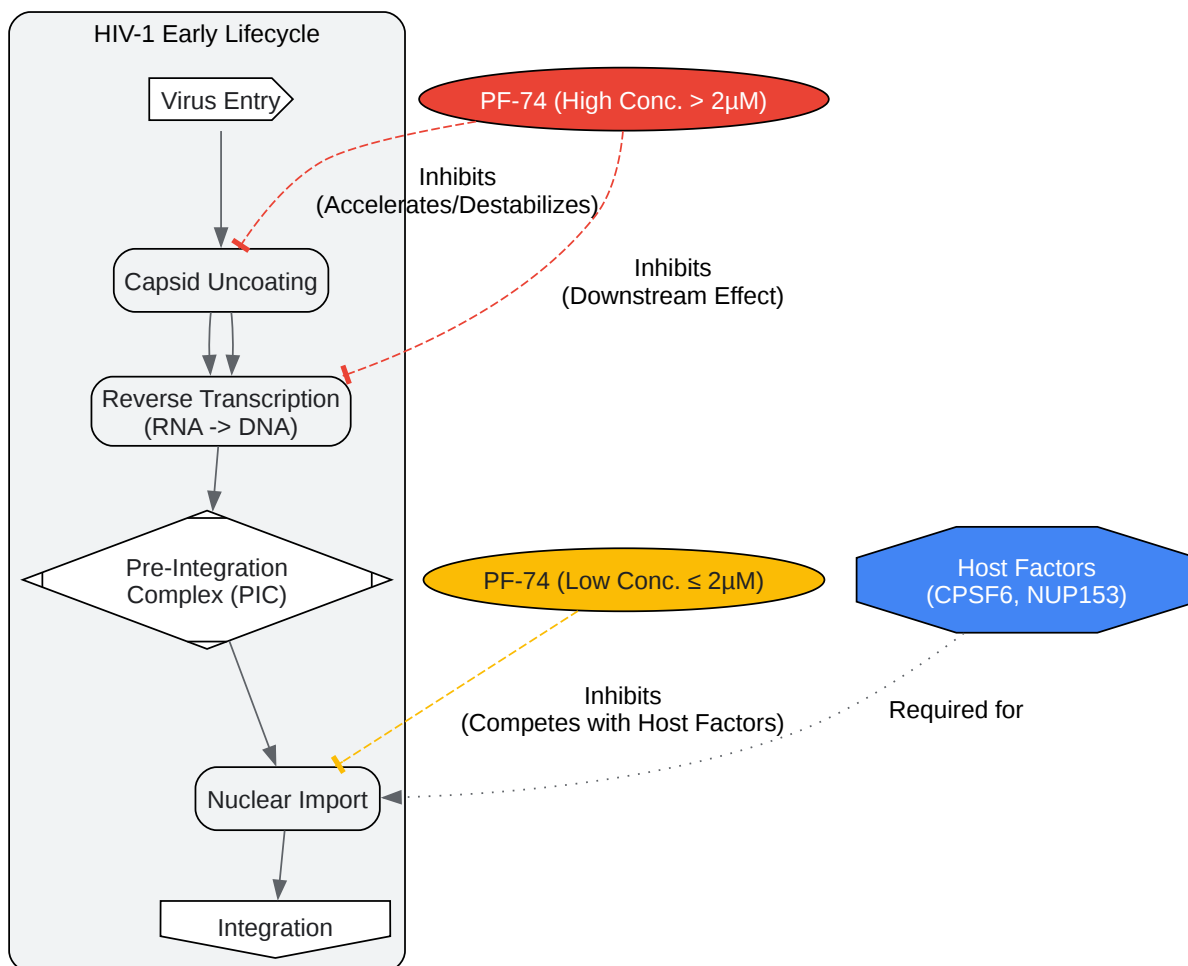 HIV-1 Early Lifecycle
Virus Entry
PF-74 (High Conc. > 2µM)
Inhibits
(Accelerates/Destabilizes)
Capsid Uncoating
Inhibits
(Downstream Effect)
Reverse Transcription
(RNA -> DNA)
Pre-Integration
Complex (PIC)
PF-74 (Low Conc. ≤ 2µM)
Host Factors
(CPSF6, NUP153)
Inhibits
(Competes with Host Factors)
Required for
Nuclear Import
Integration